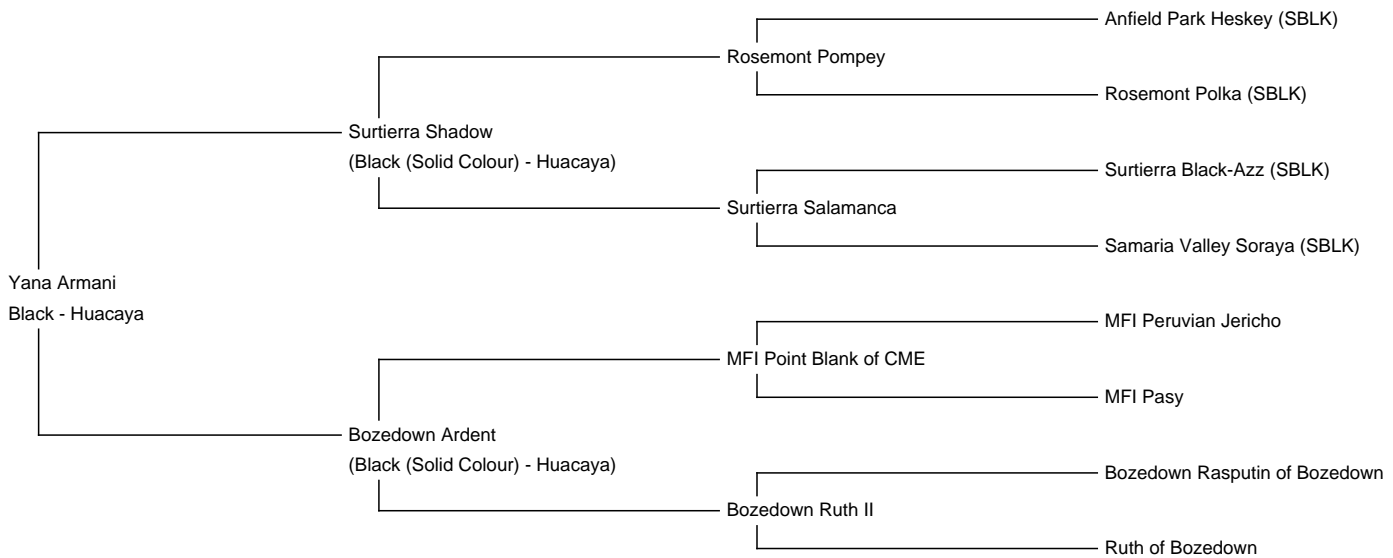 Anfield Park Heskey (SBLK)
Rosemont Pompey
Rosemont Polka (SBLK)
Surtierra Shadow
(Black (Solid Colour) - Huacaya)
Surtierra Black-Azz (SBLK)
Surtierra Salamanca
Samaria Valley Soraya (SBLK)
Yana Armani
Black - Huacaya
MFI Peruvian Jericho
MFI Point Blank of CME
MFI Pasy
Bozedown Ardent
(Black (Solid Colour) - Huacaya)
Bozedown Rasputin of Bozedown
Bozedown Ruth II
Ruth of Bozedown